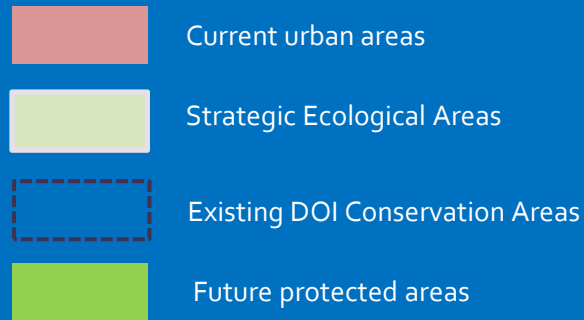 Current urban areas
Strategic Ecological Areas
Existing DOI Conservation Areas
Future protected areas